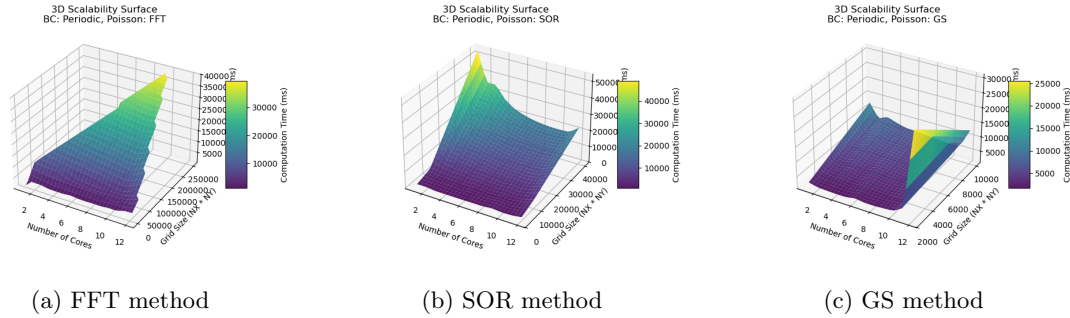 3D Scalability Surface
BC: Periodic, Poisson: FFT
40000
35000
30000
25000
20000
15000
10000
5000
250000
200000
150000
100000
50000
0
Grid Size (NX * NY)
2 4 6 8 10 12
Number of Cores
30000
20000
10000
Computation Time (ms)
(a) FFT method
3D Scalability Surface
BC: Periodic, Poisson: SOR
50000
40000
30000
20000
10000
0
40000
30000
20000
10000
0
Grid Size (NX * NY)
2 4 6 8 10 12
Number of Cores
40000
30000
20000
10000
Computation Time (ms)
(b) SOR method
3D Scalability Surface
BC: Periodic, Poisson: GS
30000
25000
20000
15000
10000
5000
10000
8000
6000
4000
2000
Grid Size (NX * NY)
2 4 6 8 10 12
Number of Cores
25000
20000
15000
10000
5000
Computation Time (ms)
(c) GS method